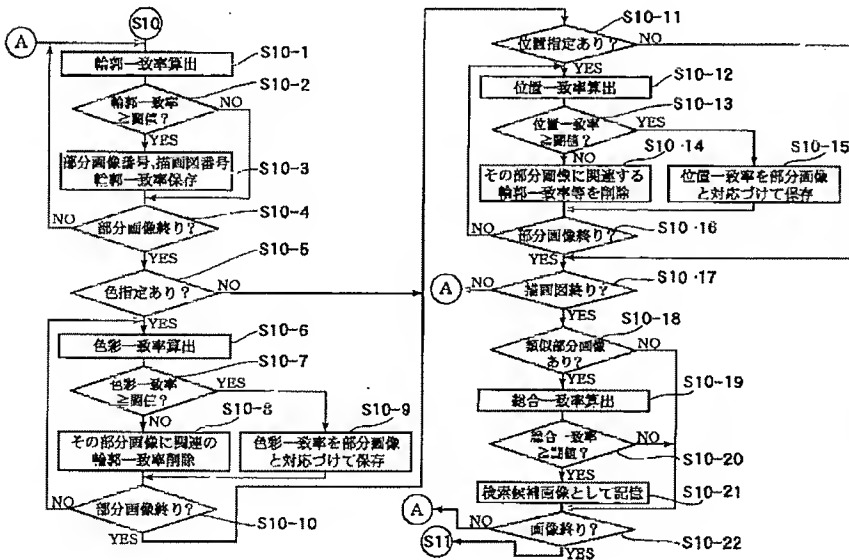 S10
A
S10-1
輪郭一致率算出
S10-2
輪郭一致率
≧閾値?
NO
YES
部分画像番号、描画図番号
輪郭一致率保存
S10-3
S10-4
NO
部分画像終り?
YES
S10-5
色指定あり?
NO
YES
S10-6
色彩一致率算出
S10-7
色彩一致率
≧閾値?
YES
NO
S10-8
S10-9
その部分画像に関連の
輪郭一致率削除
色彩一致率を部分画像
と対応づけて保存
NO
部分画像終り?
S10-10
YES
S10-11
位置指定あり?
NO
YES
S10-12
位置一致率算出
S10-13
位置一致率
≧閾値?
YES
NO
S10-14
S10-15
その部分画像に関連する
輪郭一致率等を削除
位置一致率を部分画像
と対応づけて保存
NO
部分画像終り?
S10-16
YES
S10-17
A
NO
描画図終り?
YES
S10-18
類似部分画像
あり?
NO
YES
S10-19
総合一致率算出
総合一致率
≧閾値?
NO
S10-20
YES
検索候補画像として記憶
S10-21
A
NO
画像終り?
S10-22
S11
YES